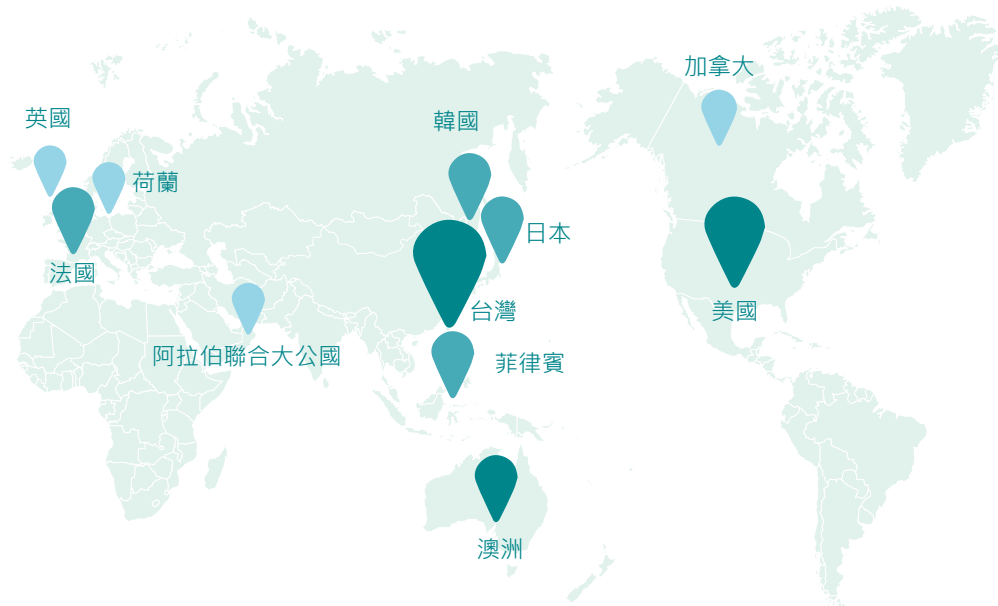 加拿大
英國
韓國
荷蘭
日本
法國
台灣
美國
阿拉伯聯合大公國
菲律賓
澳洲